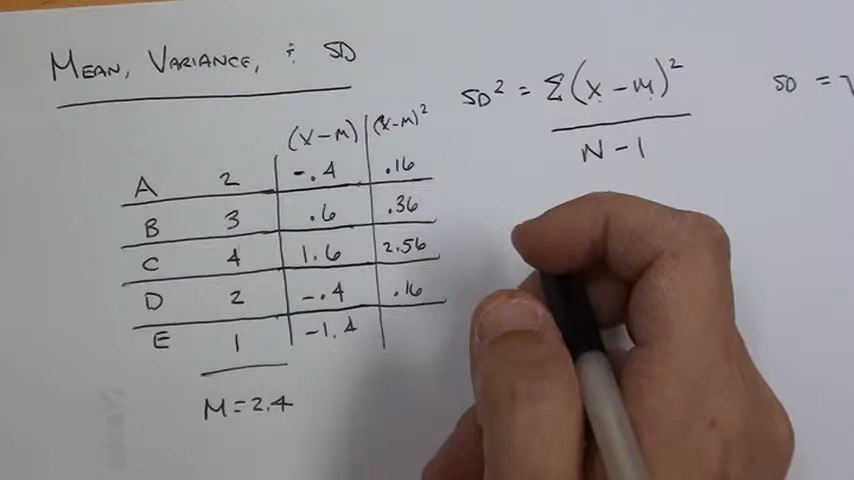 MEAN, VARIANCE, ÷ SD
SD² = Σ(X-M)²
N-1
SD =
(X-M) (X-M)²
A 2 -.4 .16
B 3 .6 .36
C 4 1.6 2.56
D 2 -.4 .16
E 1 -1.4
M=2.4